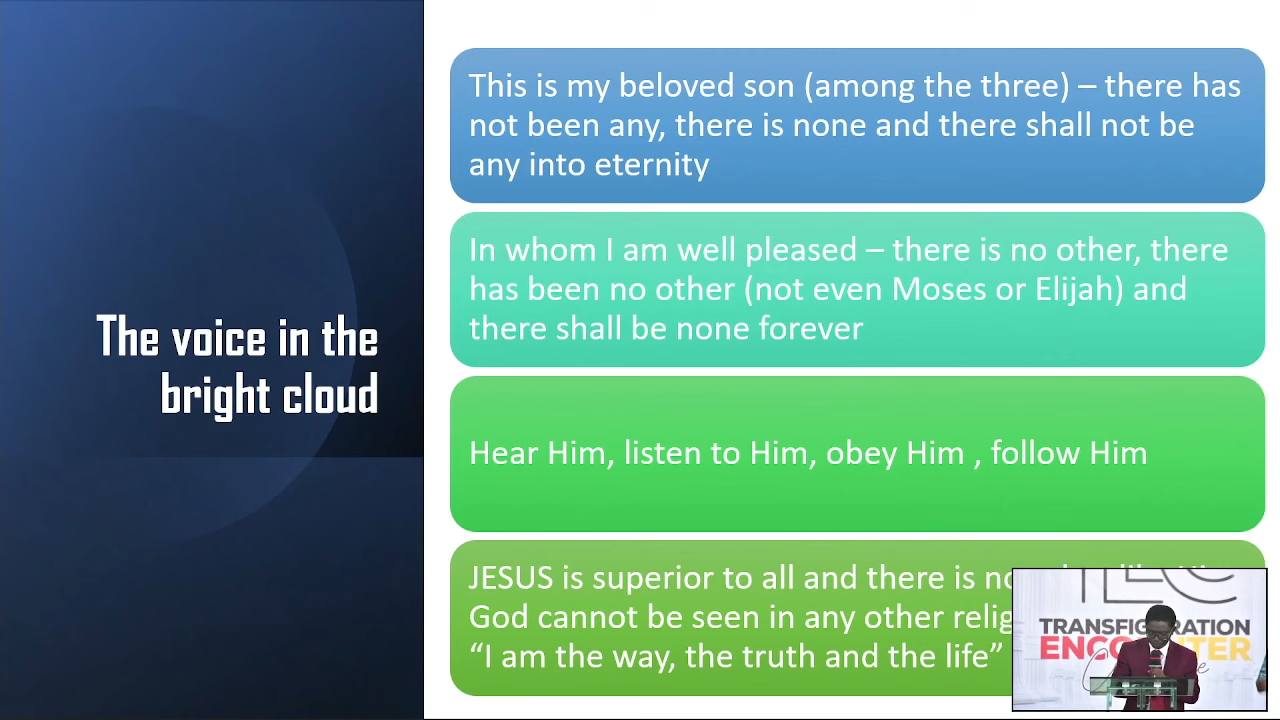 The voice in the
bright cloud
This is my beloved son (among the three) – there has
not been any, there is none and there shall not be
any into eternity
In whom I am well pleased – there is no other, there
has been no other (not even Moses or Elijah) and
there shall be none forever
Hear Him, listen to Him, obey Him , follow Him
JESUS is superior to all and there is
God cannot be seen in any other
“I am the way, the truth and the life”